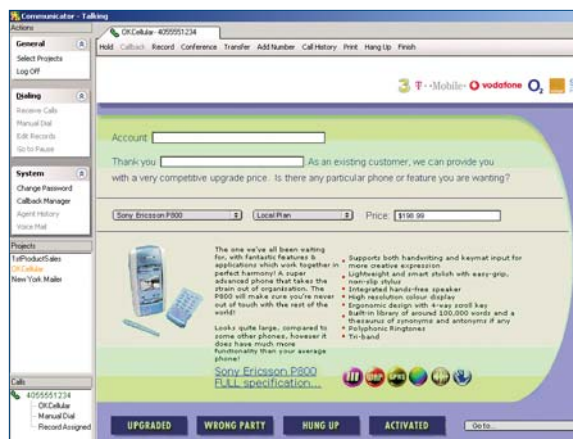 Communicator - Talking
Actions
OKCellular- 4055551234
General
Hold Callback Record Conference Transfer Add Number Call History Print Hang Up Finish
Select Projects
Log Off
3 T··Mobile· vodafone O2
Dialing
Receive Calls
Manual Dial
Edit Records
Go to Pause
Account
Thank you As an existing customer, we can provide you
with a very competitive upgrade price. Is there any particular phone or feature you are wanting?
System
Change Password
Callback Manager
Agent History
Voice Mail
Sony Ericsson P800 Local Plan Price: $198.99
Projects
1stProductSales
OKCellular
New York Mailer
The one we've all been waiting
for, with fantastic features &
applications which work together in
perfect harmony! A super
advanced phone that takes the
strain out of organisation. The
P800 will make sure you're never
out of touch with the rest of the
world!
Looks quite large, compared to
some other phones, however it
does have much more
functionality than your average
phone!
Sony Ericsson P800
FULL specification...
Supports both handwriting and keymat input for
more creative expression
Lightweight and smart stylish with easy-grip,
non-slip stylus
Integrated hands-free speaker
High resolution colour display
Ergonomic design with 4-way scroll key
Built-in library of around 100,000 words and a
thesaurus of synonyms and antonyms if any
Polyphonic Ringtones
Tri-band
WAP GPRS
Calls
4055551234
OKCellular
Manual Dial
Record Assigned
UPGRADED WRONG PARTY HUNG UP ACTIVATED Go to...